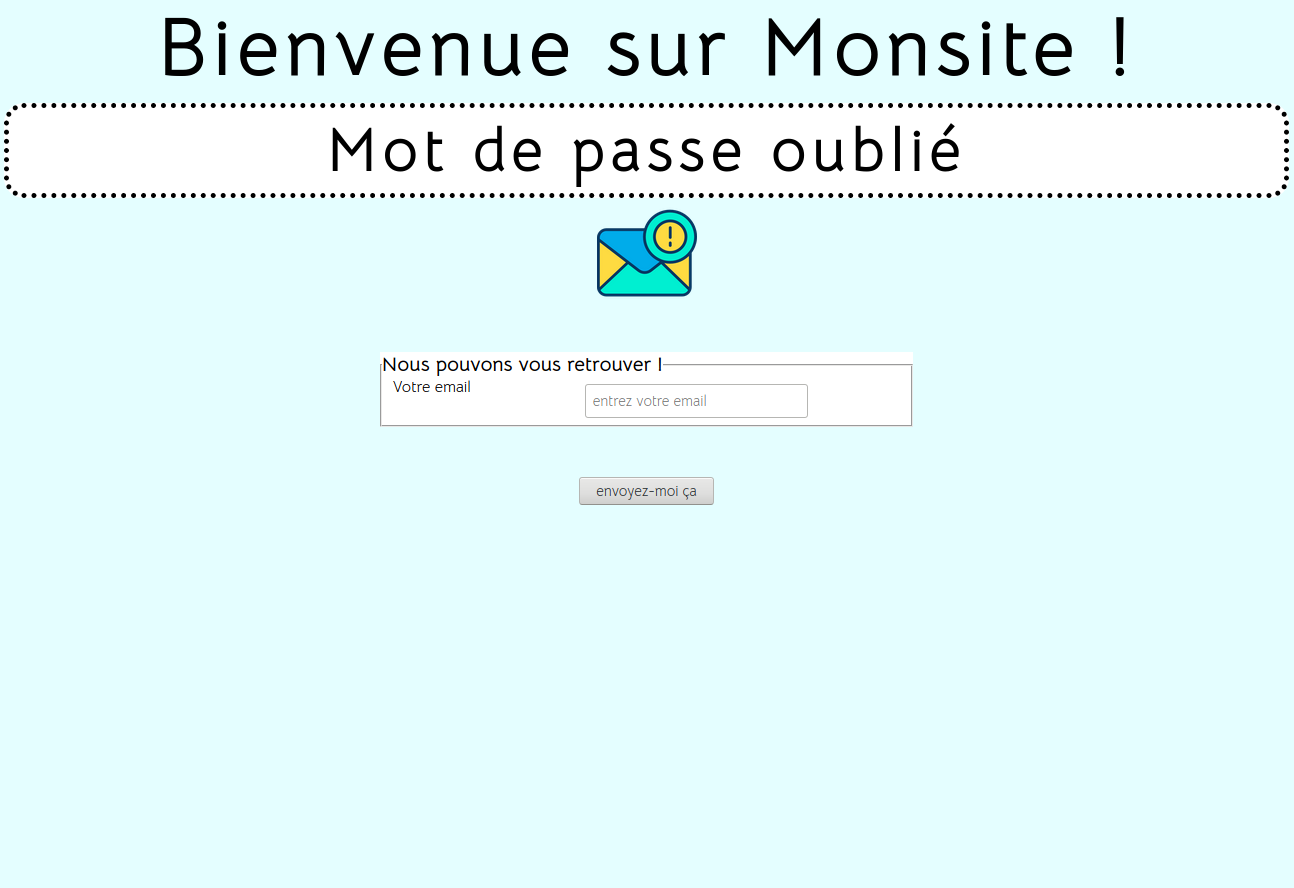 Bienvenue sur Monsite !
Mot de passe oublié
!
Nous pouvons vous retrouver !
Votre email
entrez votre email
envoyez-moi ça